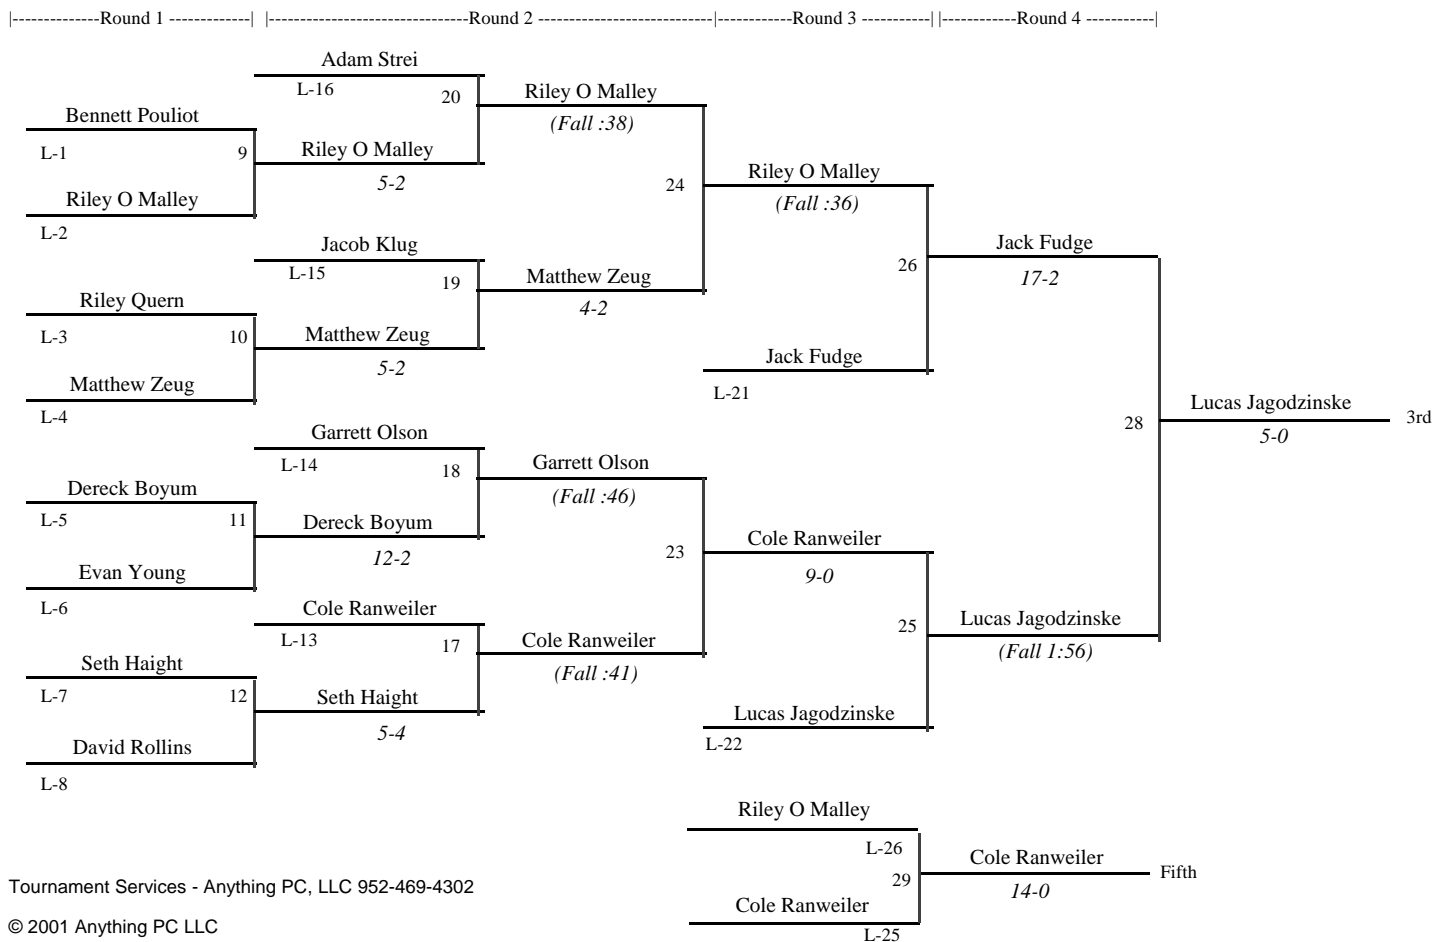 |---------------Round 1 --------------| |-----------------------------------Round 2 -------------------------------|--------------Round 3 ------------| |-------------Round 4 ------------|
Adam Strei
L-16
20
Riley O Malley
(Fall :38)
Bennett Pouliot
L-1
9
Riley O Malley
5-2
Riley O Malley
L-2
24
Riley O Malley
(Fall :36)
Jacob Klug
L-15
19
Matthew Zeug
4-2
Riley Quern
L-3
10
Matthew Zeug
5-2
Matthew Zeug
L-4
26
Jack Fudge
17-2
Jack Fudge
L-21
28
Lucas Jagodzinske
5-0
3rd
Garrett Olson
L-14
18
Garrett Olson
(Fall :46)
Dereck Boyum
L-5
11
Dereck Boyum
12-2
Evan Young
L-6
23
Cole Ranweiler
9-0
Cole Ranweiler
L-13
17
Cole Ranweiler
(Fall :41)
Seth Haight
L-7
12
Seth Haight
5-4
David Rollins
L-8
25
Lucas Jagodzinske
(Fall 1:56)
Lucas Jagodzinske
L-22
Riley O Malley
L-26
29
Cole Ranweiler
14-0
Fifth
Cole Ranweiler
L-25
Tournament Services - Anything PC, LLC 952-469-4302
© 2001 Anything PC LLC